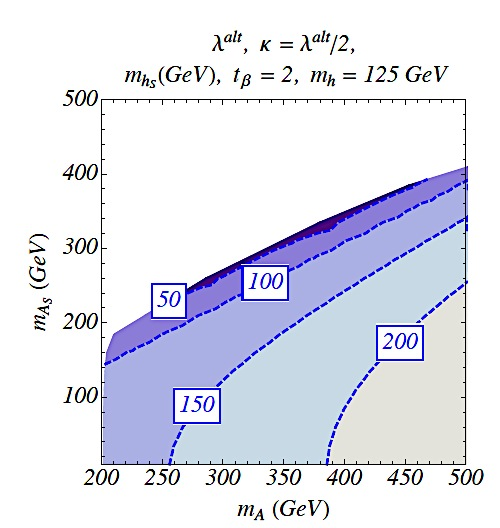 λ^alt, κ = λ^alt/2,
m_hs(GeV), t_β = 2, m_h = 125 GeV
500
400
300
200
100
m_As (GeV)
50
100
150
200
200 250 300 350 400 450 500
m_A (GeV)